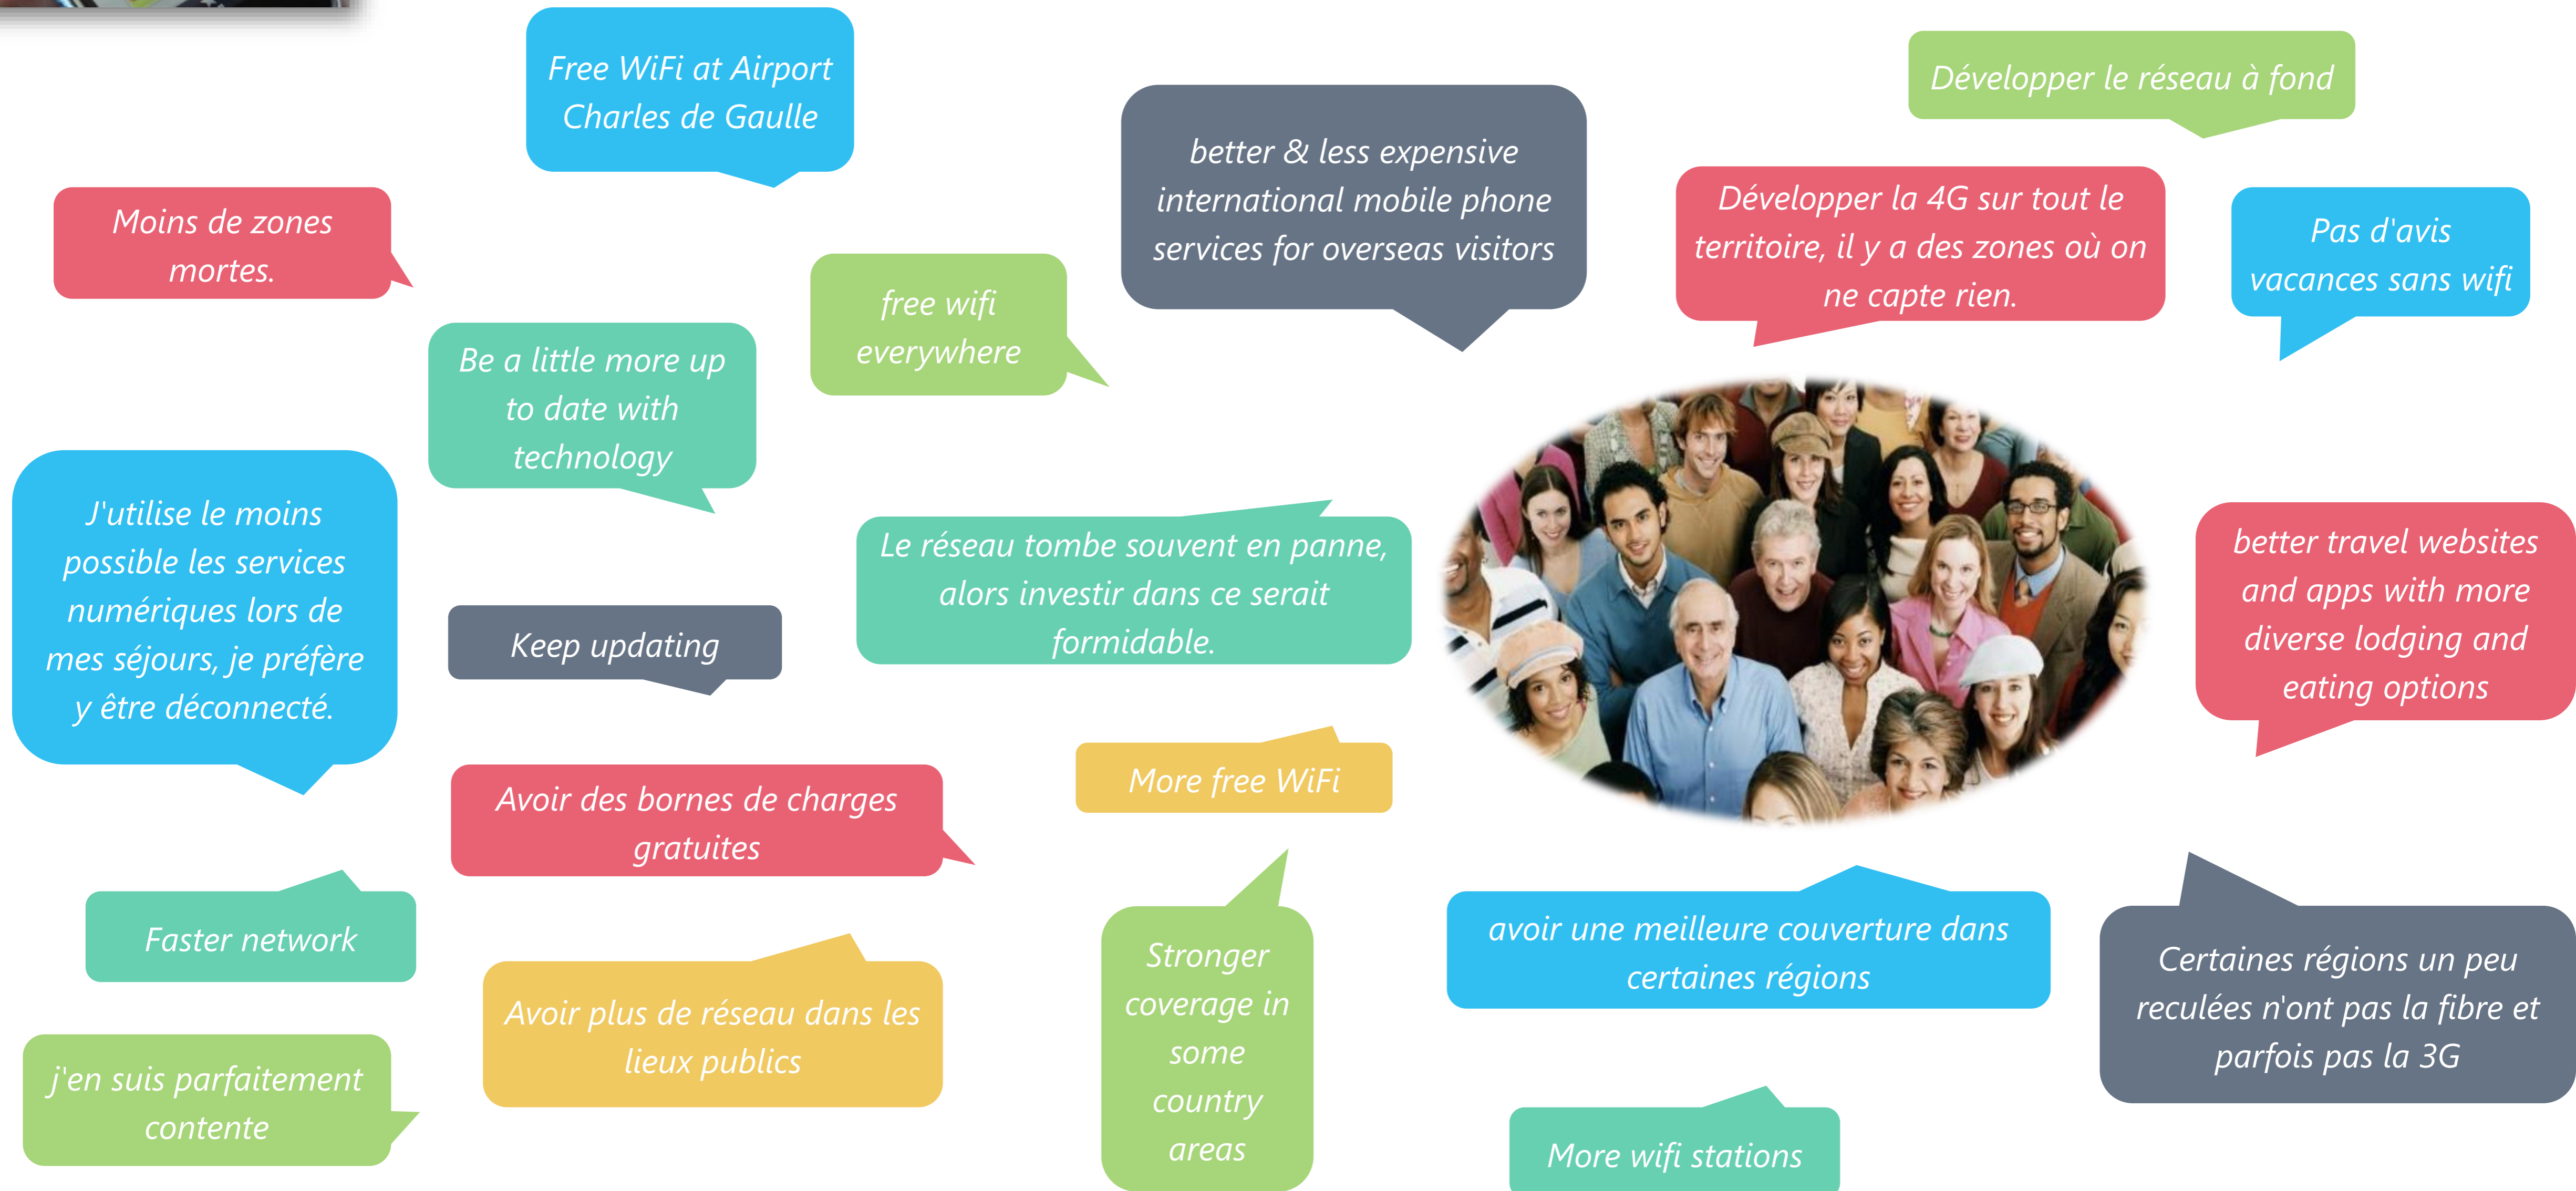 Free WiFi at Airport
Charles de Gaulle
Développer le réseau à fond
better & less expensive
international mobile phone
services for overseas visitors
Développer la 4G sur tout le
territoire, il y a des zones où on
ne capte rien.
Pas d'avis
vacances sans wifi
Moins de zones
mortes.
free wifi
everywhere
Be a little more up
to date with
technology
J'utilise le moins
possible les services
numériques lors de
mes séjours, je préfère
y être déconnecté.
Le réseau tombe souvent en panne,
alors investir dans ce serait
formidable.
better travel websites
and apps with more
diverse lodging and
eating options
Keep updating
More free WiFi
Avoir des bornes de charges
gratuites
Faster network
Avoir plus de réseau dans les
lieux publics
Stronger
coverage in
some
country
areas
avoir une meilleure couverture dans
certaines régions
Certaines régions un peu
reculées n'ont pas la fibre et
parfois pas la 3G
j'en suis parfaitement
contente
More wifi stations